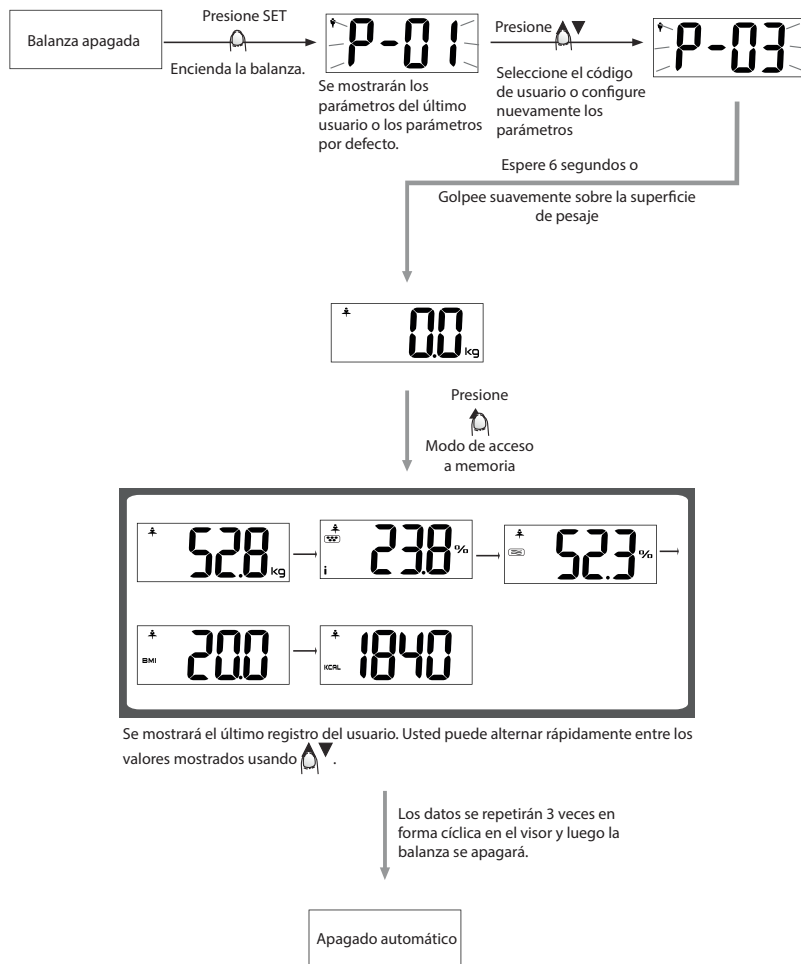 Balanza apagada
Presione SET
Encienda la balanza.
P-01
Se mostrarán los
parámetros del último
usuario o los parámetros
por defecto.
Presione ▲▼
Seleccione el código
de usuario o configure
nuevamente los
parámetros
P-03
Espere 6 segundos o
Golpee suavemente sobre la superficie
de pesaje
0.0 kg
Presione
Modo de acceso
a memoria
52.8 kg
i 23.8 %
52.3 %
BMI 20.0
KCAL 1840
Se mostrará el último registro del usuario. Usted puede alternar rápidamente entre los
valores mostrados usando ▲▼.
Los datos se repetirán 3 veces en
forma cíclica en el visor y luego la
balanza se apagará.
Apagado automático